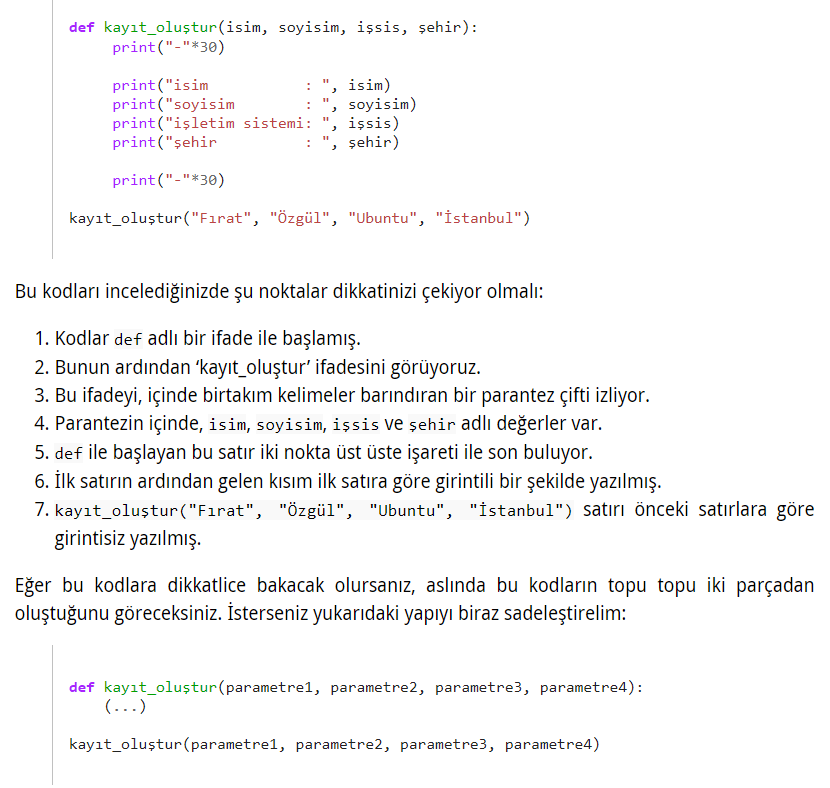 def kayıt_oluştur(isim, soyisim, işsis, şehir):
print("-"*30)
print("isim           : ", isim)
print("soyisim        : ", soyisim)
print("işletim sistemi: ", işsis)
print("şehir          : ", şehir)
print("-"*30)
kayıt_oluştur("Fırat", "Özgül", "Ubuntu", "İstanbul")
Bu kodları incelediğinizde şu noktalar dikkatinizi çekiyor olmalı:
1. Kodlar def adlı bir ifade ile başlamış.
2. Bunun ardından ‘kayıt_oluştur’ ifadesini görüyoruz.
3. Bu ifadeyi, içinde birtakım kelimeler barındıran bir parantez çifti izliyor.
4. Parantezin içinde, isim, soyisim, işsis ve şehir adlı değerler var.
5. def ile başlayan bu satır iki nokta üst üste işareti ile son buluyor.
6. İlk satırın ardından gelen kısım ilk satıra göre girintili bir şekilde yazılmış.
7. kayıt_oluştur("Fırat", "Özgül", "Ubuntu", "İstanbul") satırı önceki satırlara göre
girintisiz yazılmış.
Eğer bu kodlara dikkatlice bakacak olursanız, aslında bu kodların topu topu iki parçadan
oluştuğunu göreceksiniz. İsterseniz yukarıdaki yapıyı biraz sadeleştirelim:
def kayıt_oluştur(parametre1, parametre2, parametre3, parametre4):
(...)
kayıt_oluştur(parametre1, parametre2, parametre3, parametre4)